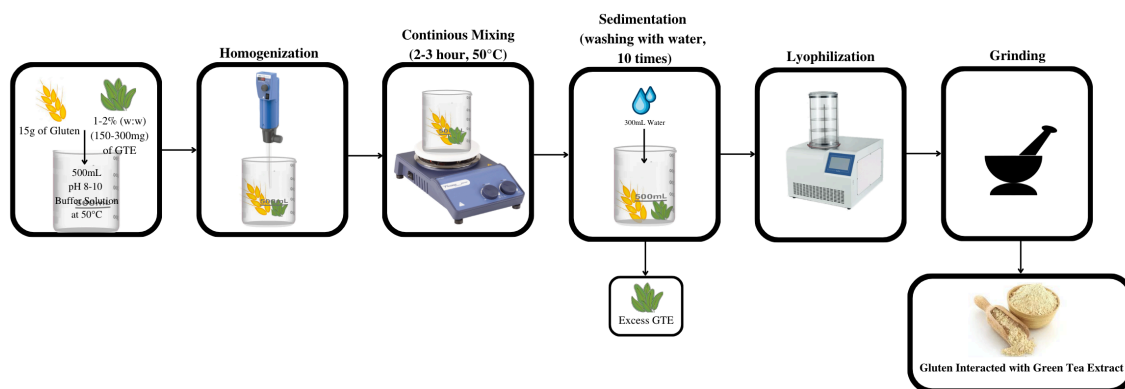 Homogenization
Continious Mixing
(2-3 hour, 50°C)
Sedimentation
(washing with water,
10 times)
Lyophilization
Grinding
15g of Gluten
1-2% (w:w)
(150-300mg)
of GTE
500mL
pH 8-10
Buffer Solution
at 50°C
500mL
300mL Water
500mL
Excess GTE
Gluten Interacted with Green Tea Extract